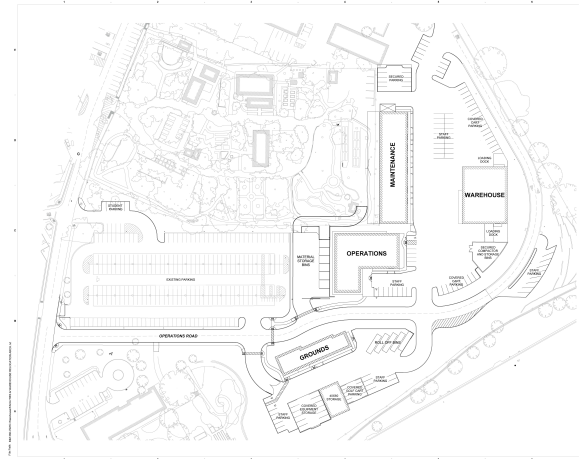 SECURED
PARKING
COVERED
CART
PARKING
STAFF
PARKING
MAINTENANCE
LOADING
DOCK
WAREHOUSE
STUDENT
PARKING
LOADING
DOCK
MATERIAL
STORAGE
BINS
OPERATIONS
SECURED
COMPACTOR
AND STORAGE
BINS
STAFF
PARKING
EXISTING PARKING
STAFF
PARKING
COVERED
CART
PARKING
OPERATIONS ROAD
ROLL OFF BINS
GROUNDS
STAFF
PARKING
COVERED
GOLF CART
PARKING
STORAGE
COVERED
EQUIPMENT
STORAGE
STAFF
PARKING